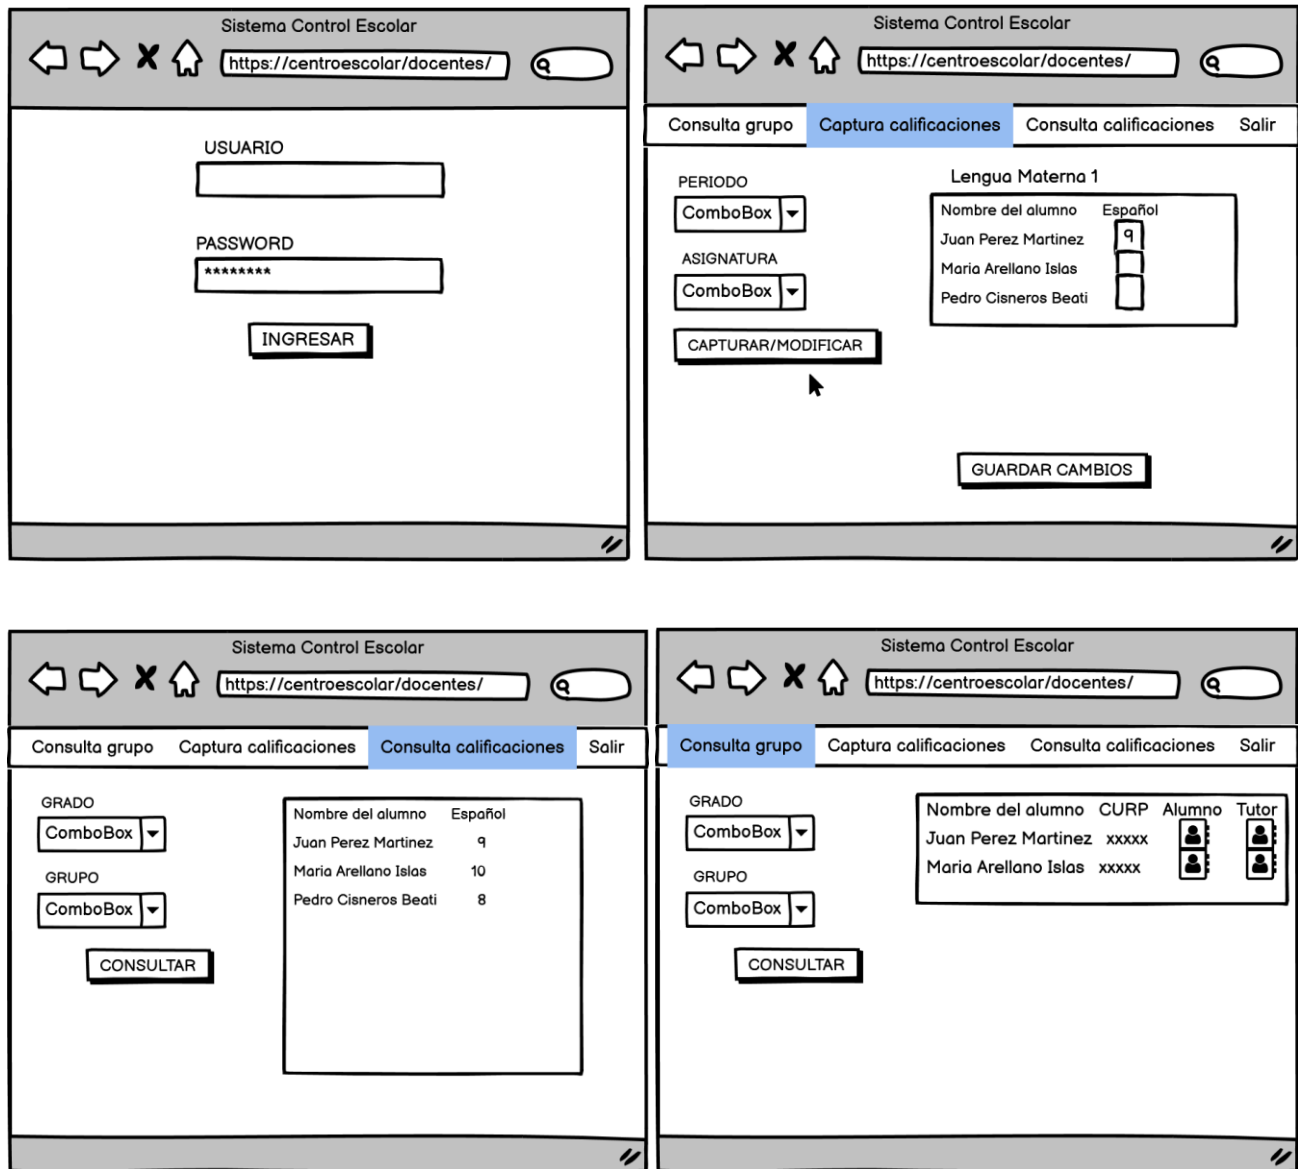 Sistema Control Escolar
https://centroescolar/docentes/
USUARIO
PASSWORD
********
INGRESAR
Sistema Control Escolar
https://centroescolar/docentes/
Consulta grupo Captura calificaciones Consulta calificaciones Salir
PERIODO
ComboBox
ASIGNATURA
ComboBox
CAPTURAR/MODIFICAR
Lengua Materna 1
Nombre del alumno Español
Juan Perez Martinez 9
Maria Arellano Islas
Pedro Cisneros Beati
GUARDAR CAMBIOS
Sistema Control Escolar
https://centroescolar/docentes/
Consulta grupo Captura calificaciones Consulta calificaciones Salir
GRADO
ComboBox
GRUPO
ComboBox
CONSULTAR
Nombre del alumno Español
Juan Perez Martinez 9
Maria Arellano Islas 10
Pedro Cisneros Beati 8
Sistema Control Escolar
https://centroescolar/docentes/
Consulta grupo Captura calificaciones Consulta calificaciones Salir
GRADO
ComboBox
GRUPO
ComboBox
CONSULTAR
Nombre del alumno CURP Alumno Tutor
Juan Perez Martinez xxxxx
Maria Arellano Islas xxxxx